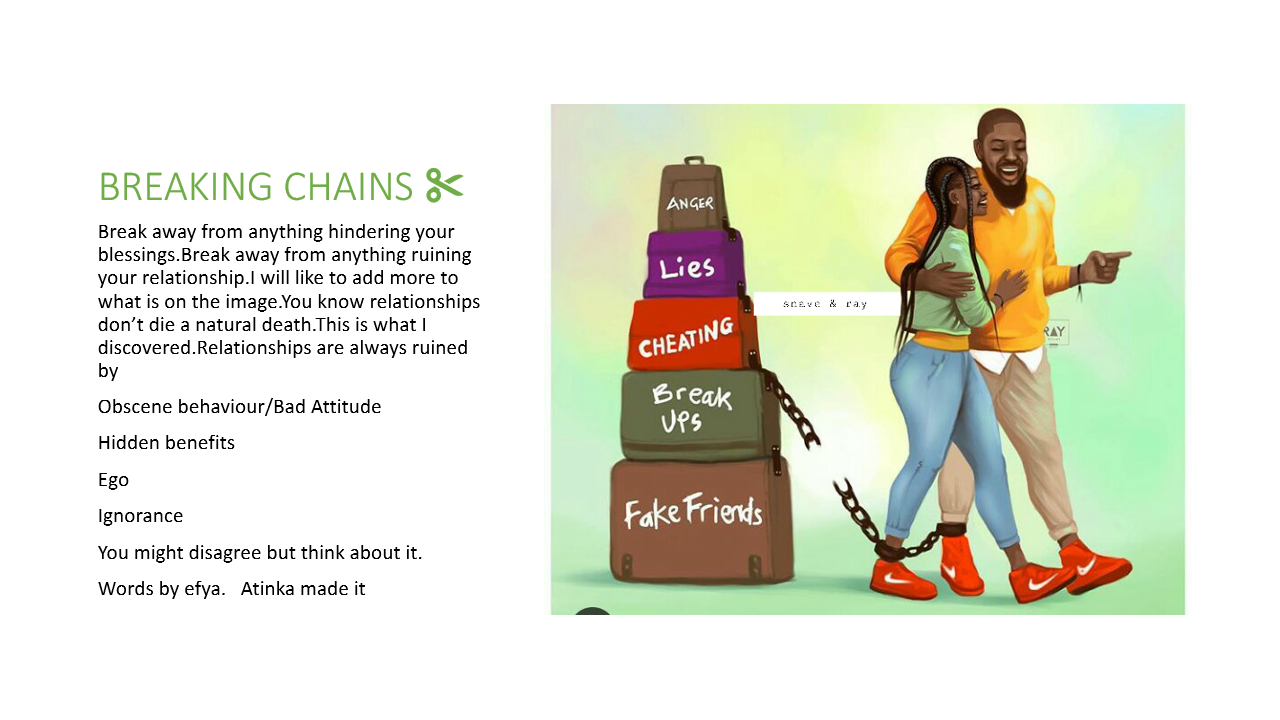 BREAKING CHAINS
Break away from anything hindering your
blessings.Break away from anything ruining
your relationship.I will like to add more to
what is on the image.You know relationships
don’t die a natural death.This is what I
discovered.Relationships are always ruined
by
Obscene behaviour/Bad Attitude
Hidden benefits
Ego
Ignorance
You might disagree but think about it.
Words by efya.   Atinka made it
ANGER
Lies
CHEATING
Break
UPs
Fake Friends
& ray
RAY